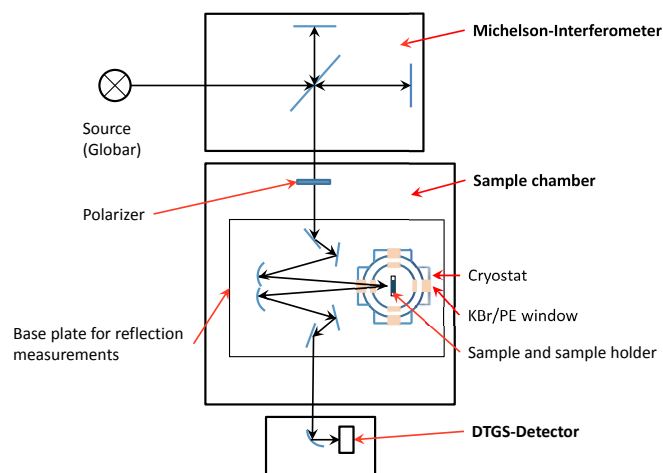 Michelson-Interferometer
Source
(Globar)
Sample chamber
Polarizer
Cryostat
KBr/PE window
Base plate for reflection
measurements
Sample and sample holder
DTGS-Detector